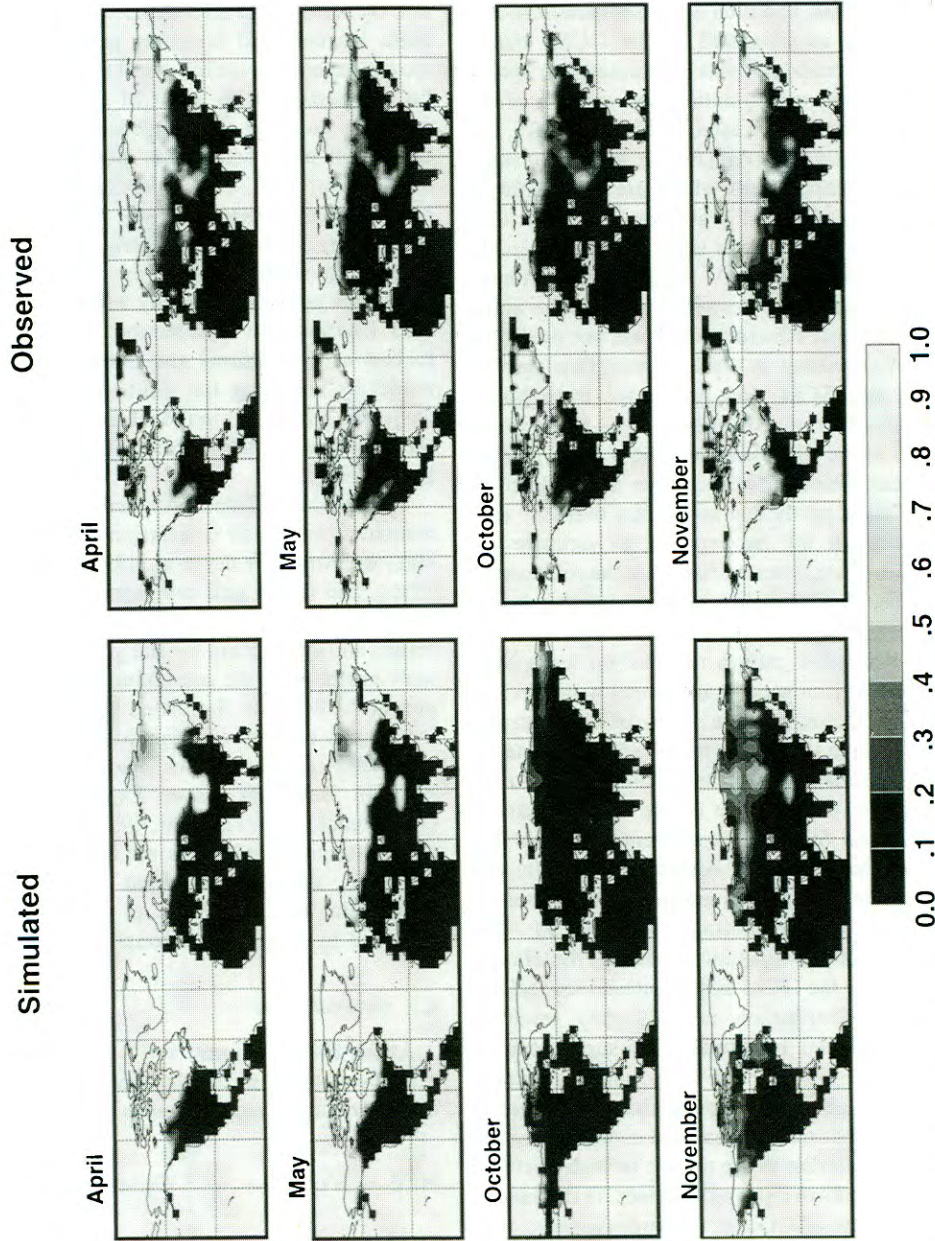 Observed
April
May
October
November
Simulated
April
May
October
November
0.0 .1 .2 .3 .4 .5 .6 .7 .8 .9 1.0